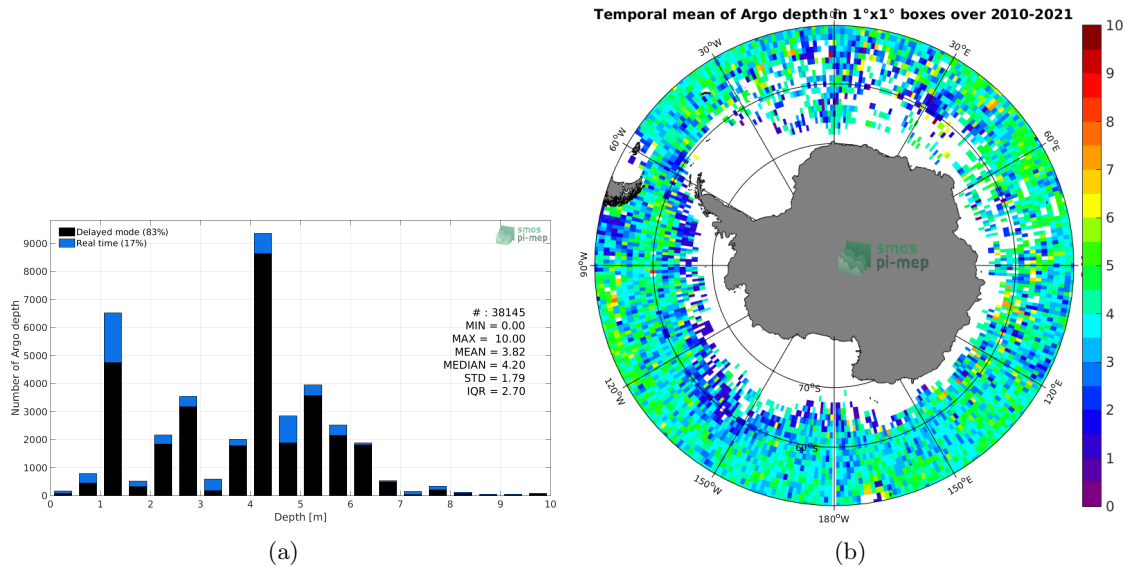 Delayed mode (83%)
Real time (17%)
smos
pi-mep
# : 38145
MIN = 0.00
MAX = 10.00
MEAN = 3.82
MEDIAN = 4.20
STD = 1.79
IQR = 2.70
Number of Argo depth
9000
8000
7000
6000
5000
4000
3000
2000
1000
0
0 1 2 3 4 5 6 7 8 9 10
Depth [m]
(a)
Temporal mean of Argo depth in 1°x1° boxes over 2010-2021
30°W
30°E
60°W
60°E
90°W
120°W
120°E
150°W
150°E
180°W
70°S
60°S
smos
pi-mep
10
9
8
7
6
5
4
3
2
1
0
(b)